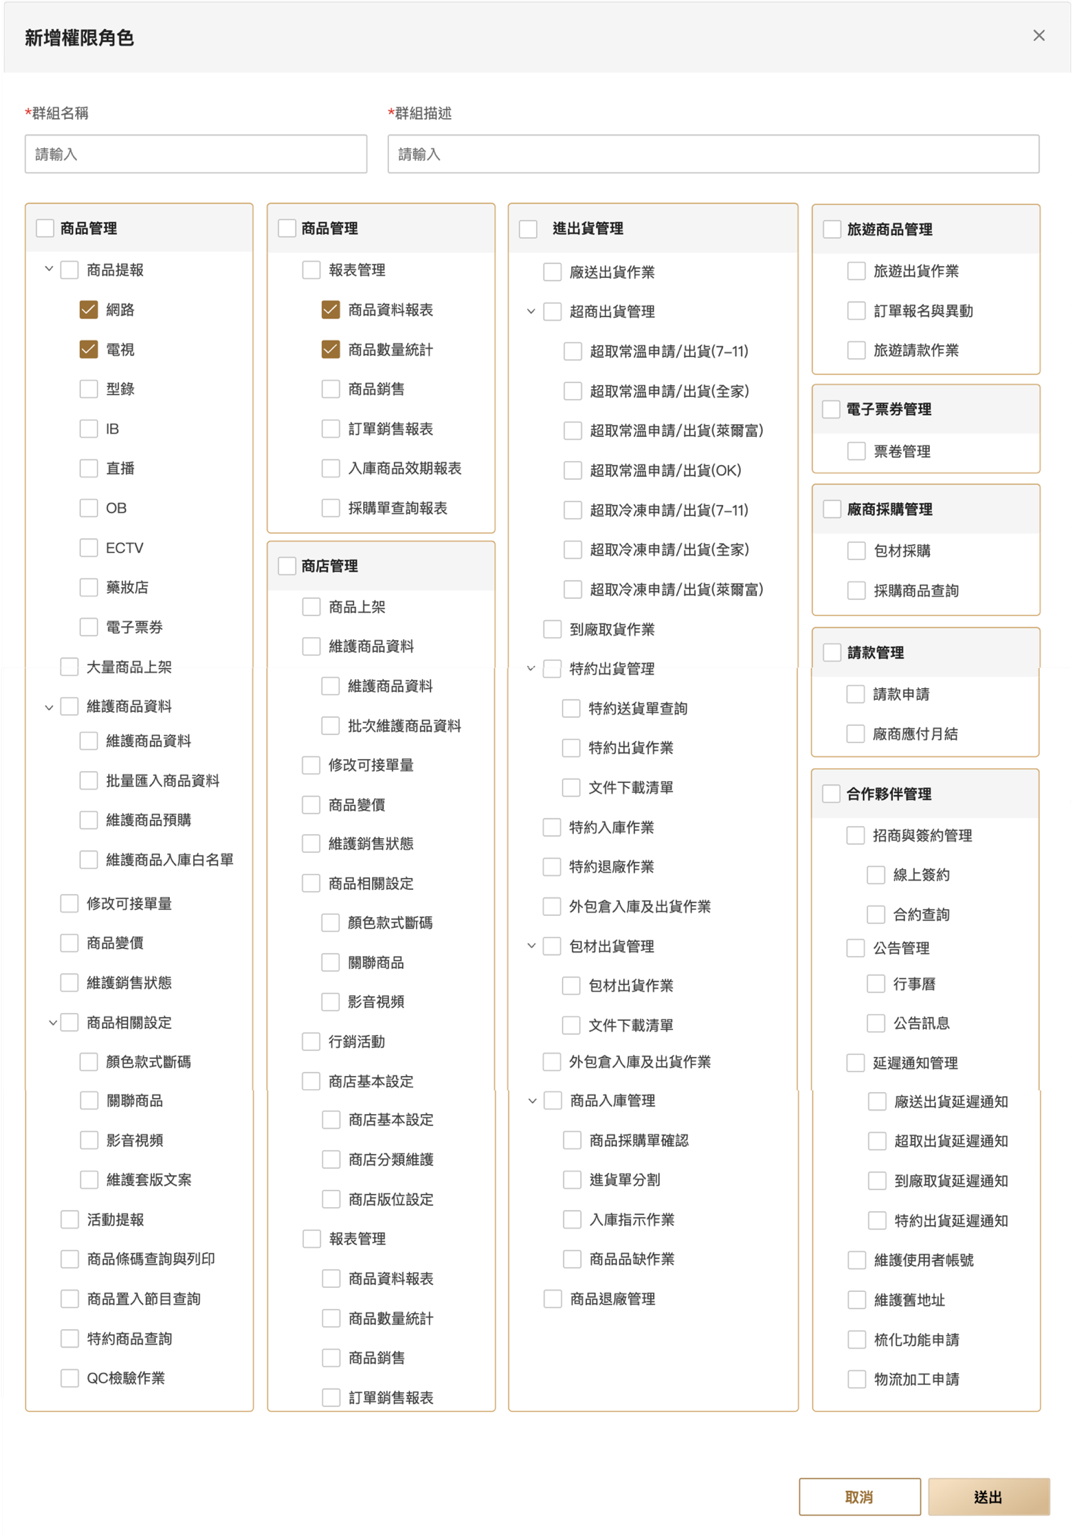 新增權限角色
*群組名稱
*群組描述
請輸入
請輸入
商品管理
商品提報
網路
電視
型錄
IB
直播
OB
ECTV
藥妝店
電子票券
大量商品上架
維護商品資料
維護商品資料
批量匯入商品資料
維護商品預購
維護商品入庫白名單
修改可接單量
商品變價
維護銷售狀態
商品相關設定
顏色款式斷碼
關聯商品
影音視頻
維護套版文案
活動提報
商品條碼查詢與列印
商品置入節目查詢
特約商品查詢
QC檢驗作業
商品管理
報表管理
商品資料報表
商品數量統計
商品銷售
訂單銷售報表
入庫商品效期報表
採購單查詢報表
商店管理
商品上架
維護商品資料
維護商品資料
批次維護商品資料
修改可接單量
商品變價
維護銷售狀態
商品相關設定
顏色款式斷碼
關聯商品
影音視頻
行銷活動
商店基本設定
商店基本設定
商店分類維護
商店版位設定
報表管理
商品資料報表
商品數量統計
商品銷售
訂單銷售報表
進出貨管理
廠送出貨作業
超商出貨管理
超取常溫申請/出貨(7-11)
超取常溫申請/出貨(全家)
超取常溫申請/出貨(萊爾富)
超取常溫申請/出貨(OK)
超取冷凍申請/出貨(7-11)
超取冷凍申請/出貨(全家)
超取冷凍申請/出貨(萊爾富)
到廠取貨作業
特約出貨管理
特約送貨單查詢
特約出貨作業
文件下載清單
特約入庫作業
特約退廠作業
外包倉入庫及出貨作業
包材出貨管理
包材出貨作業
文件下載清單
外包倉入庫及出貨作業
商品入庫管理
商品採購單確認
進貨單分割
入庫指示作業
商品品缺作業
商品退廠管理
旅遊商品管理
旅遊出貨作業
訂單報名與異動
旅遊請款作業
電子票券管理
票卷管理
廠商採購管理
包材採購
採購商品查詢
請款管理
請款申請
廠商應付月結
合作夥伴管理
招商與簽約管理
線上簽約
合約查詢
公告管理
行事曆
公告訊息
延遲通知管理
廠送出貨延遲通知
超取出貨延遲通知
到廠取貨延遲通知
特約出貨延遲通知
維護使用者帳號
維護舊地址
梳化功能申請
物流加工申請
取消
送出